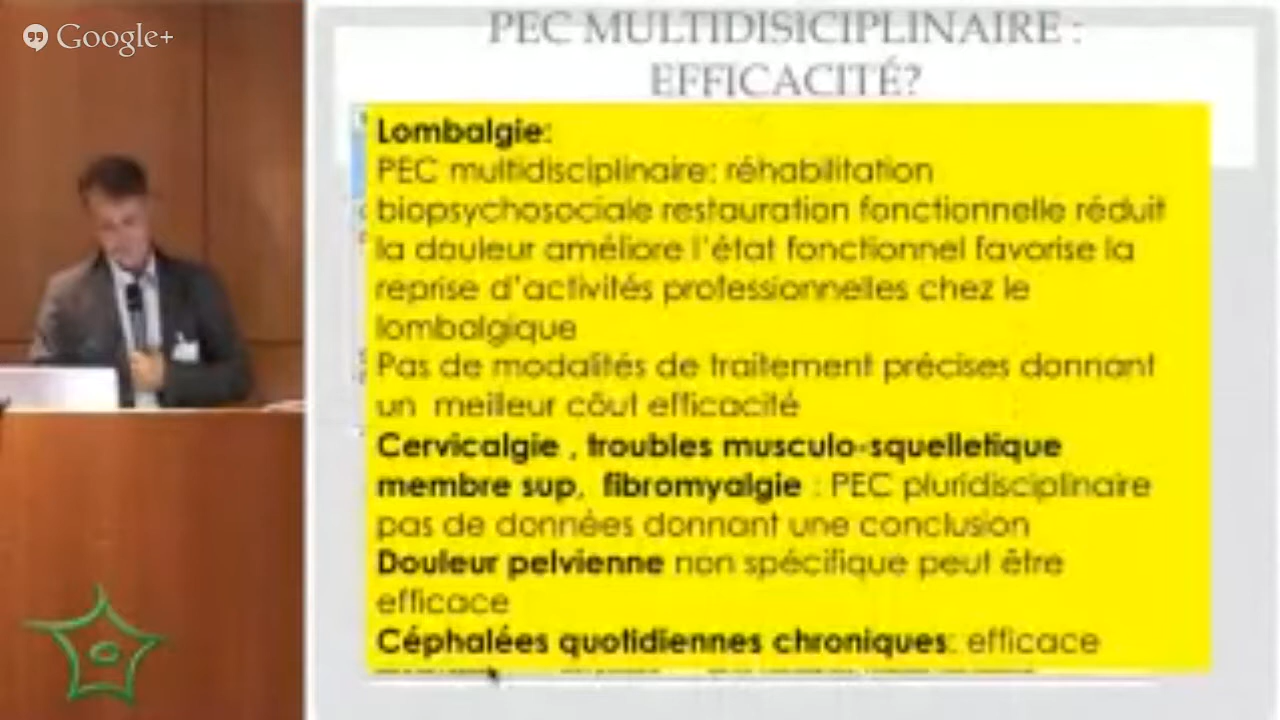 Google+
PEC MULTIDISICIPLINAIRE :
EFFICACITÉ?
Lombalgie:
PEC multidisciplinaire: réhabilitation
biopsychosociale restauration fonctionnelle réduit
la douleur améliore l'état fonctionnel favorise la
reprise d'activités professionnelles chez le
lombalgique
Pas de modalités de traitement précises donnant
un meilleur côut efficacité
Cervicalgie , troubles musculo-squelletique
membre sup, fibromyalgie : PEC pluridisciplinaire
pas de données donnant une conclusion
Douleur pelvienne non spécifique peut être
efficace
Céphalées quotidiennes chroniques: efficace